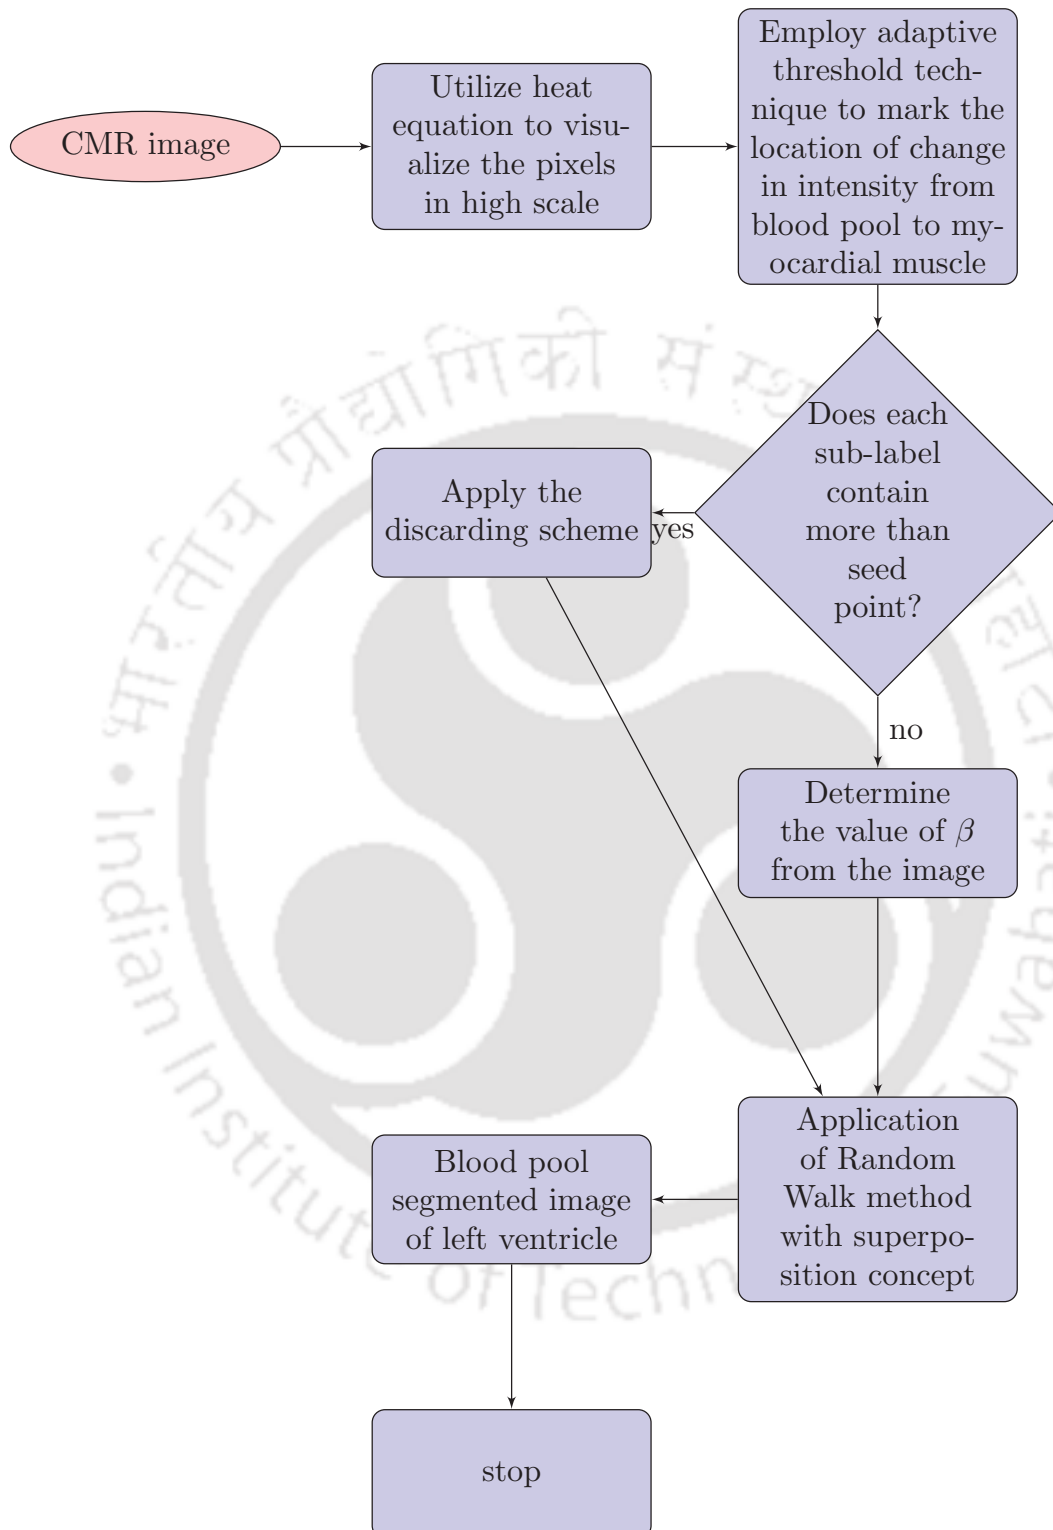 CMR image
Utilize heat
equation to visu-
alize the pixels
in high scale
Employ adaptive
threshold tech-
nique to mark the
location of change
in intensity from
blood pool to my-
ocardial muscle
Does each
sub-label
contain
more than
seed
point?
yes
Apply the
discarding scheme
no
Determine
the value of β
from the image
Application
of Random
Walk method
with superpo-
sition concept
Blood pool
segmented image
of left ventricle
stop
भारतीय प्रौद्योगिकी
Indian Institute of Techn
uwahati